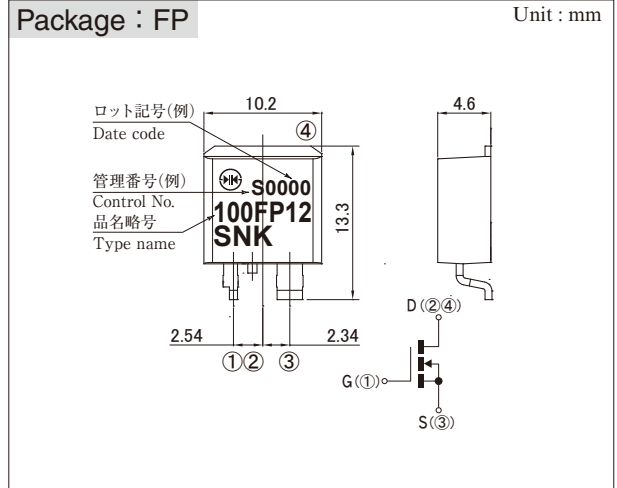 Package：FP
Unit : mm
ロット記号(例)
Date code
管理番号(例)
Control No.
品名略号
Type name
10.2
④
S0000
100FP12
SNK
13.3
4.6
2.54
2.34
①②
③
D(②④)
G(①)
S(③)